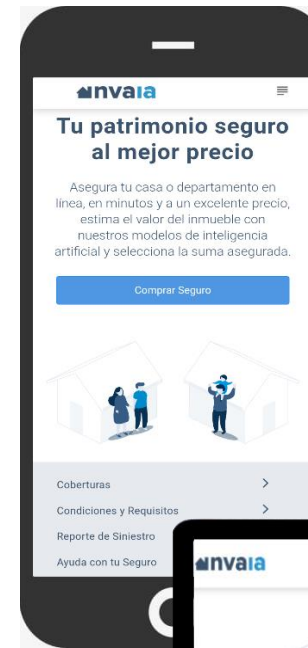 anvaia
Tu patrimonio seguro
al mejor precio
Asegura tu casa o departamento en
línea, en minutos y a un excelente precio,
estima el valor del inmueble con
nuestros modelos de inteligencia
artificial y selecciona la suma asegurada.
Comprar Seguro
Coberturas
Condiciones y Requisitos
Reporte de Siniestro
Ayuda con tu Seguro
anvaia